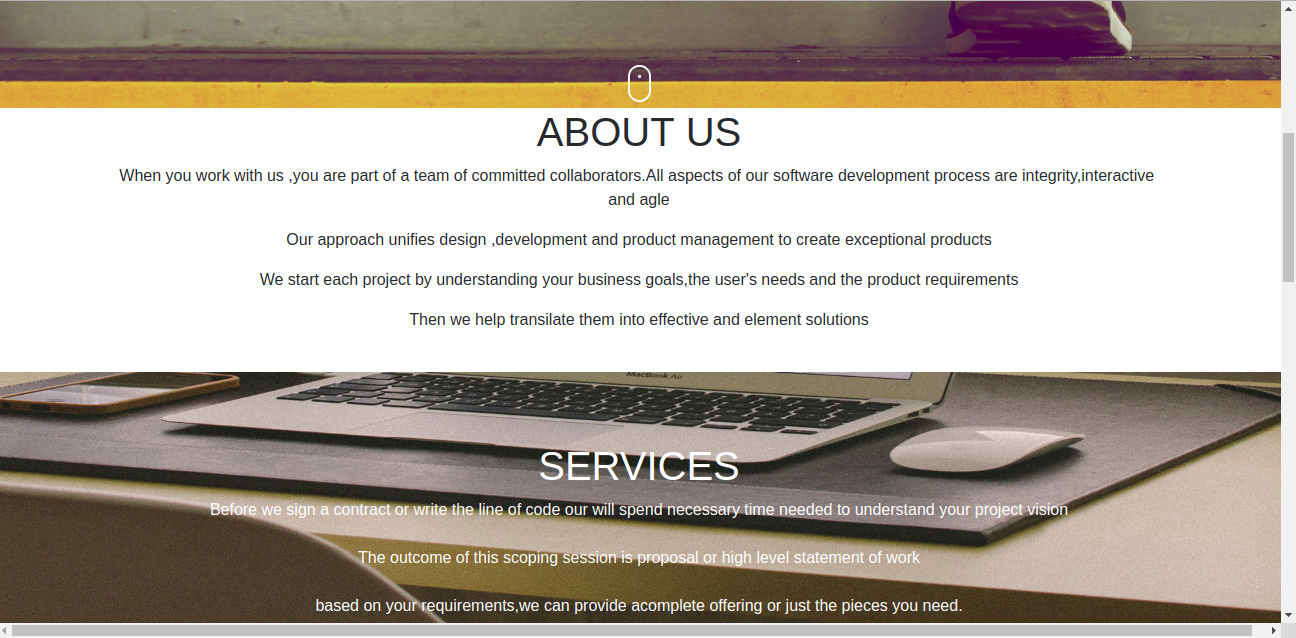 ABOUT US
When you work with us ,you are part of a team of committed collaborators.All aspects of our software development process are integrity,interactive
and agle
Our approach unifies design ,development and product management to create exceptional products
We start each project by understanding your business goals,the user's needs and the product requirements
Then we help transilate them into effective and element solutions
MacBook Air
SERVICES
Before we sign a contract or write the line of code our will spend necessary time needed to understand your project vision
The outcome of this scoping session is proposal or high level statement of work
based on your requirements,we can provide acomplete offering or just the pieces you need.